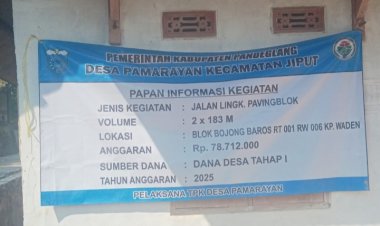 PEMERINTAH KABUPATEN PANDEGLANG
DESA PAMARAYAN KECAMATAN JIPUT
PAPAN INFORMASI KEGIATAN
JENIS KEGIATAN : JALAN LINGK. PAVINGBLOK
VOLUME : 2 x 183 M
LOKASI : BLOK BOJONG BAROS RT 001 RW 006 KP. WADEN
ANGGARAN : Rp. 78.712.000
SUMBER DANA : DANA DESA TAHAP I
TAHUN ANGGARAN : 2025
PELAKSANA TPK DESA PAMARAYAN